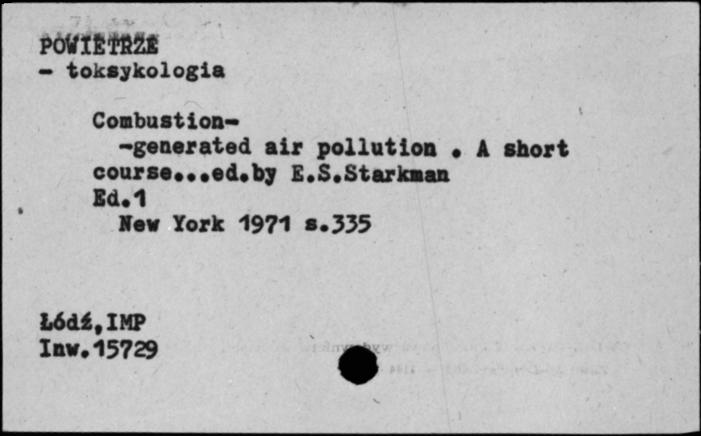 POWIETRZE
- toksykologia
Combustion-
-generated air pollution . A short
course...ed.by E.S.Starkman
Ed.1
New York 1971 s.335
Łódź,IMP
Inw.15729